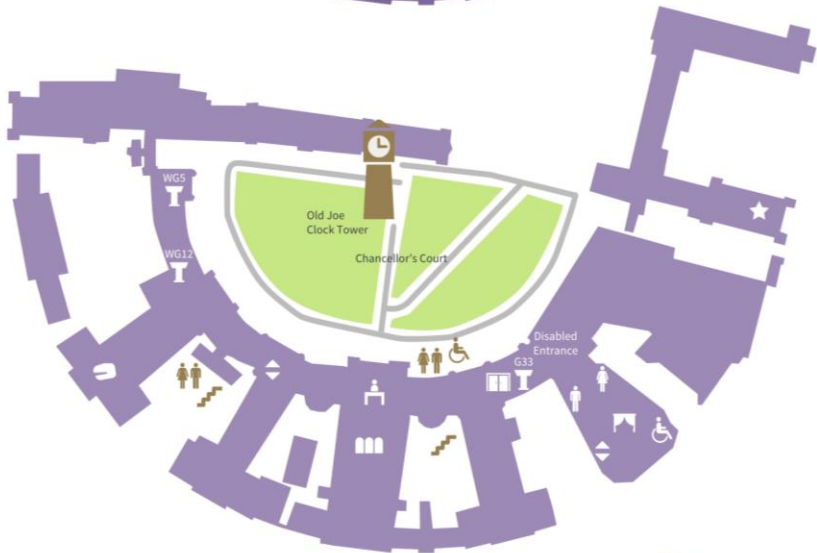 WG5
Old Joe
Clock Tower
WG12
Chancellor's Court
Disabled
Entrance
G33